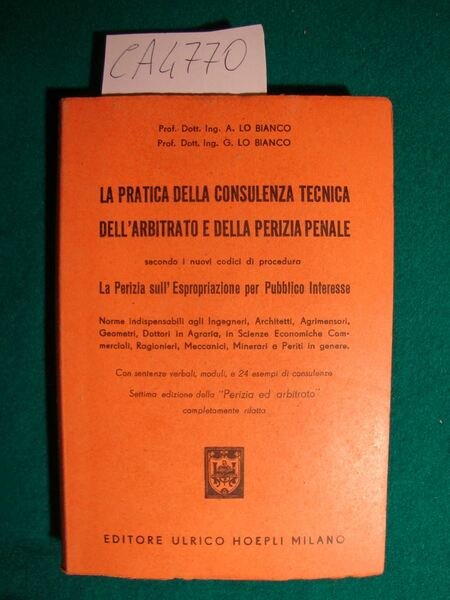 CA4770
Prof. Dott. Ing. A. LO BIANCO
Prof. Dott. Ing. G. LO BIANCO
LA PRATICA DELLA CONSULENZA TECNICA
DELL'ARBITRATO E DELLA PERIZIA PENALE
secondo i nuovi codici di procedura
La Perizia sull'Espropriazione per Pubblico Interesse
Norme indispensabili agli Ingegneri, Architetti, Agrimensori,
Geometri, Dottori in Agraria, in Scienze Economiche Com-
merciali, Ragionieri, Meccanici, Minerari e Periti in genere.
Con sentenze verbali, moduli, e 24 esempi di consulenze
Settima edizione della "Perizia ed arbitrato"
completamente rifatta
EDITORE ULRICO HOEPLI MILANO